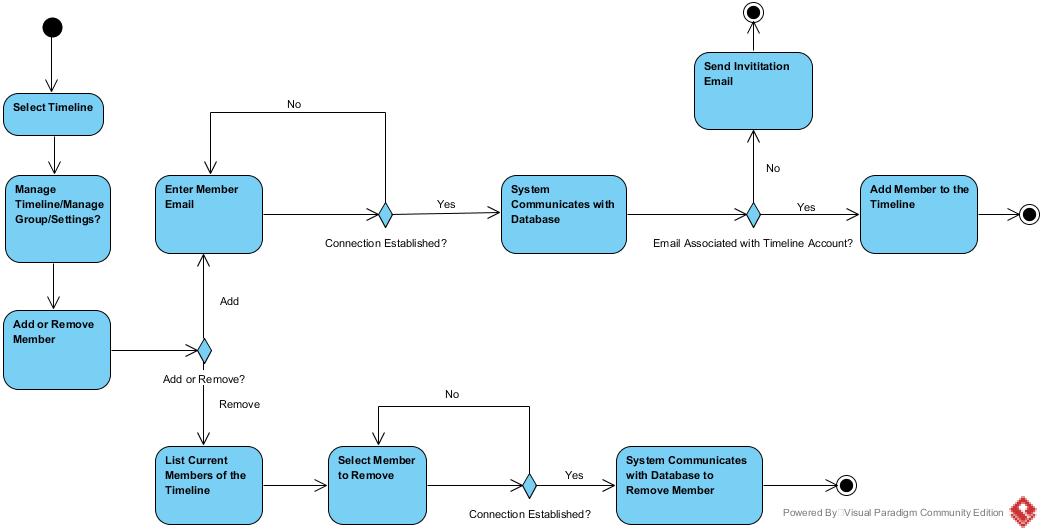 Send Invititation
Email
Select Timeline
No
No
Manage
Timeline/Manage
Group/Settings?
Enter Member
Email
Yes
System
Communicates with
Database
Yes
Add Member to the
Timeline
Connection Established?
Email Associated with Timeline Account?
Add
Add or Remove
Member
Add or Remove?
Remove
No
List Current
Members of the
Timeline
Select Member
to Remove
Yes
System Communicates
with Database to
Remove Member
Connection Established?
Powered By Visual Paradigm Community Edition